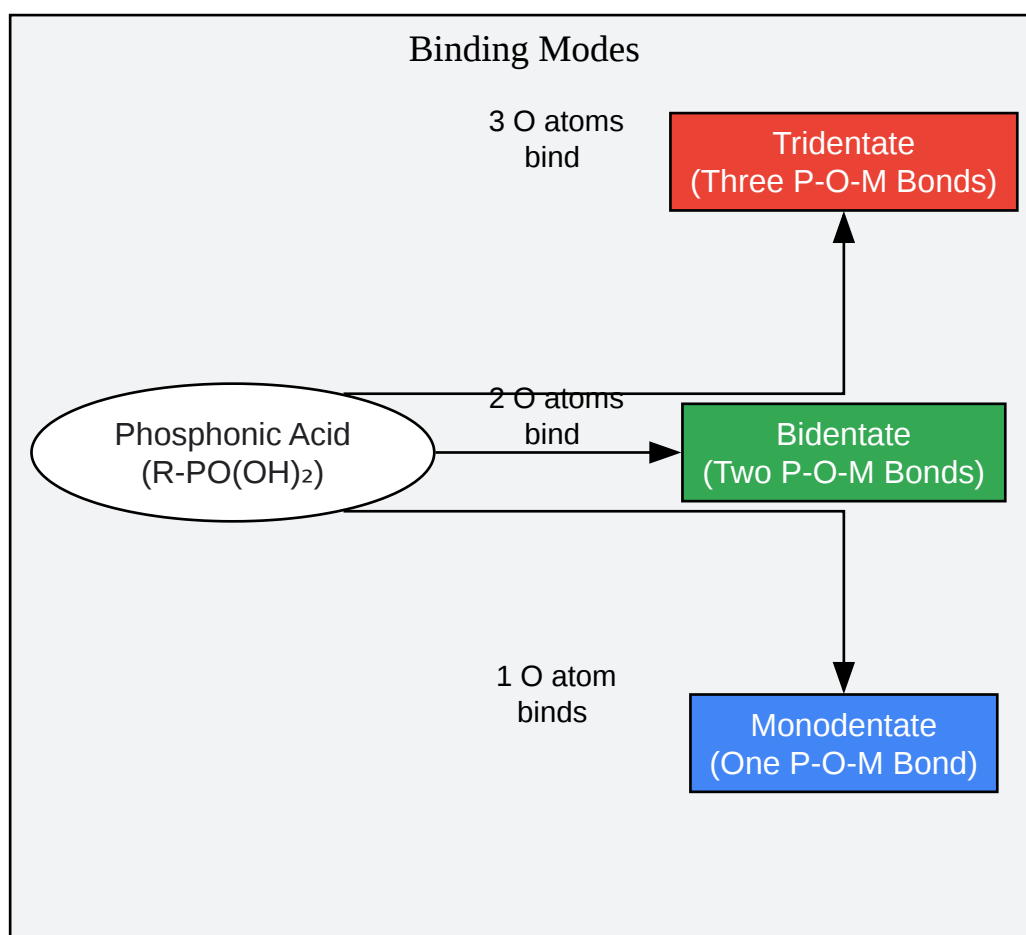 Binding Modes
3 O atoms
bind
Tridentate
(Three P-O-M Bonds)
Phosphonic Acid
(R-PO(OH)₂)
2 O atoms
bind
Bidentate
(Two P-O-M Bonds)
1 O atom
binds
Monodentate
(One P-O-M Bond)